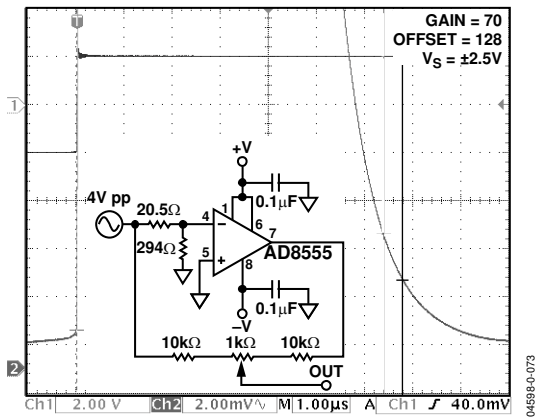 GAIN = 70
OFFSET = 128
VS = ±2.5V
T
1
+V
0.1µF
4V pp
20.5Ω
4
1
6
7
294Ω
5
8
−
+
AD8555
0.1µF
−V
10kΩ
1kΩ
10kΩ
OUT
2
Ch1 2.00 V Ch2 2.00mV∿ M 1.00µs A Ch1 ʃ 40.0mV
04598-0-073